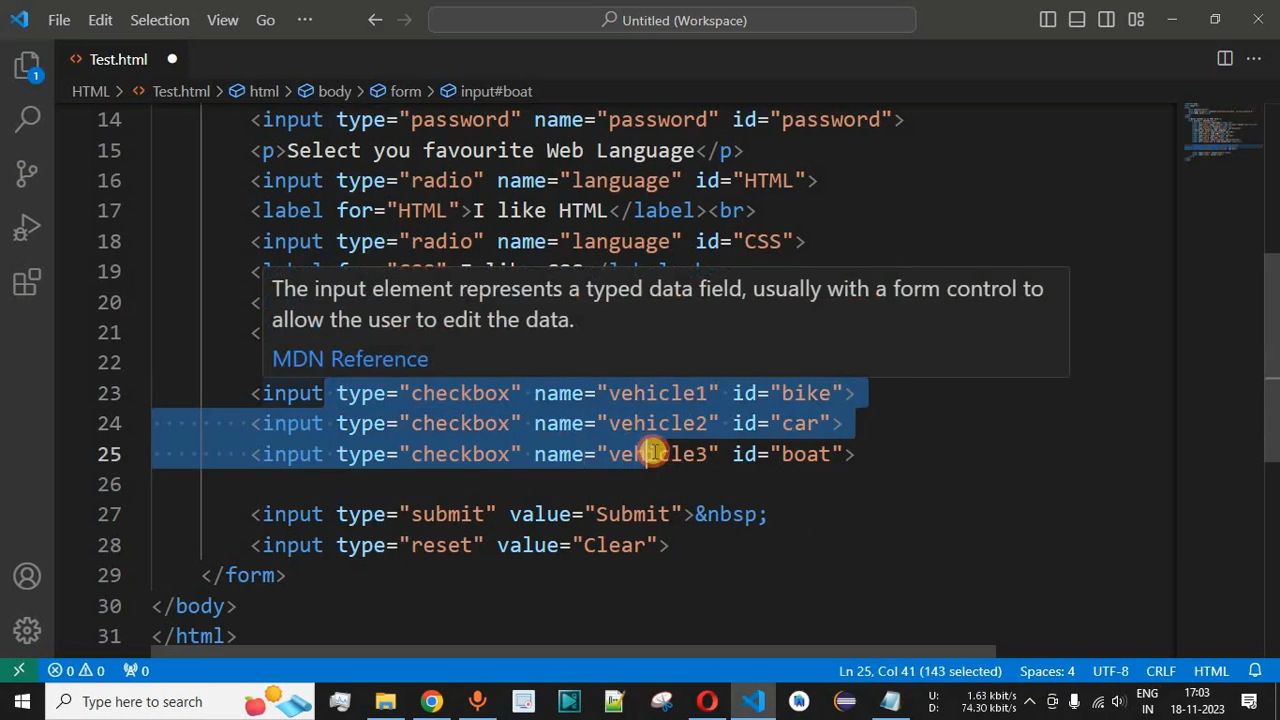 File Edit Selection View Go ··· Untitled (Workspace)
Test.html
HTML > Test.html > html > body > form > input#boat
14 <input type="password" name="password" id="password">
15 <p>Select you favourite Web Language</p>
16 <input type="radio" name="language" id="HTML">
17 <label for="HTML">I like HTML</label><br>
18 <input type="radio" name="language" id="CSS">
19
20 <
21 <
22
The input element represents a typed data field, usually with a form control to
allow the user to edit the data.
MDN Reference
23 <input type="checkbox" name="vehicle1" id="bike">
24 <input type="checkbox" name="vehicle2" id="car">
25 <input type="checkbox" name="vehicle3" id="boat">
26
27 <input type="submit" value="Submit">&nbsp;
28 <input type="reset" value="Clear">
29 </form>
30 </body>
31 </html>
1
0 0 0 Ln 25, Col 41 (143 selected) Spaces: 4 UTF-8 CRLF HTML
Type here to search
U: 1.63 kbit/s
D: 74.30 kbit/s
ENG
IN
17:03
18-11-2023